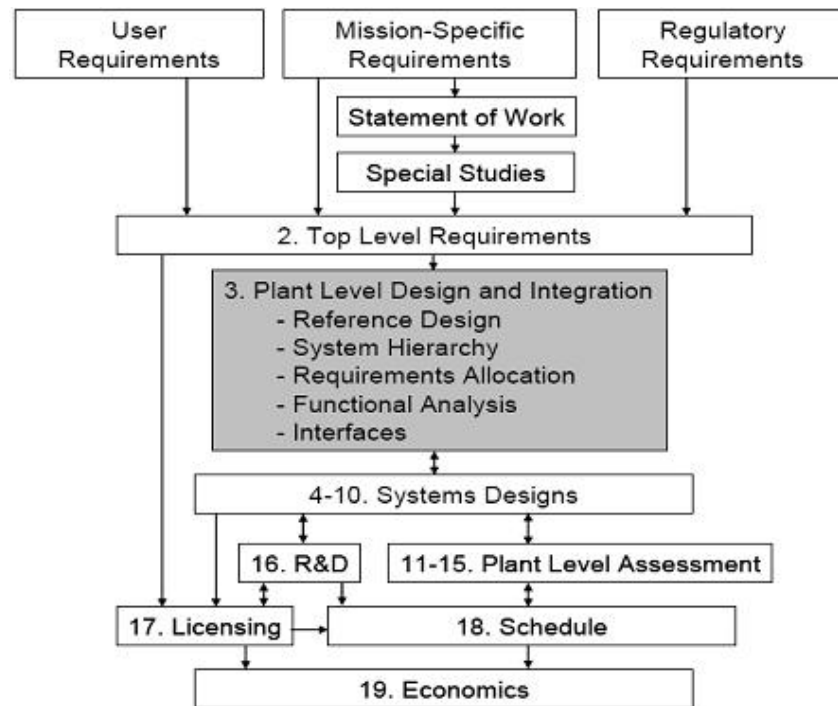 User
Requirements
Mission-Specific
Requirements
Regulatory
Requirements
Statement of Work
Special Studies
2. Top Level Requirements
3. Plant Level Design and Integration
- Reference Design
- System Hierarchy
- Requirements Allocation
- Functional Analysis
- Interfaces
4-10. Systems Designs
16. R&D
11-15. Plant Level Assessment
17. Licensing
18. Schedule
19. Economics